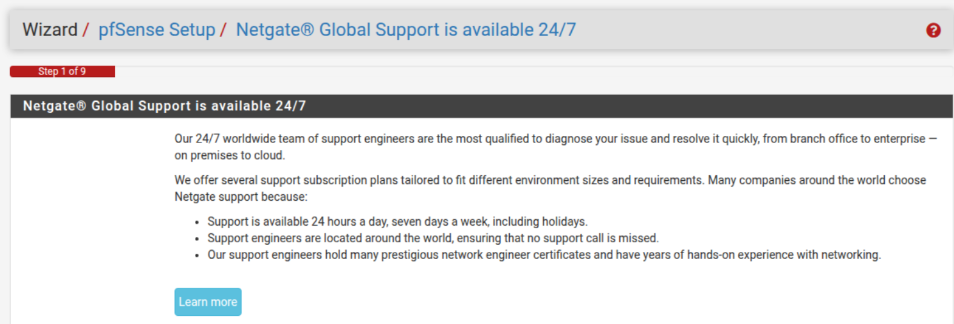 Wizard / pfSense Setup / Netgate® Global Support is available 24/7
Step 1 of 9
Netgate® Global Support is available 24/7
Our 24/7 worldwide team of support engineers are the most qualified to diagnose your issue and resolve it quickly, from branch office to enterprise –
on premises to cloud.
We offer several support subscription plans tailored to fit different environment sizes and requirements. Many companies around the world choose
Netgate support because:
• Support is available 24 hours a day, seven days a week, including holidays.
• Support engineers are located around the world, ensuring that no support call is missed.
• Our support engineers hold many prestigious network engineer certificates and have years of hands-on experience with networking.
Learn more